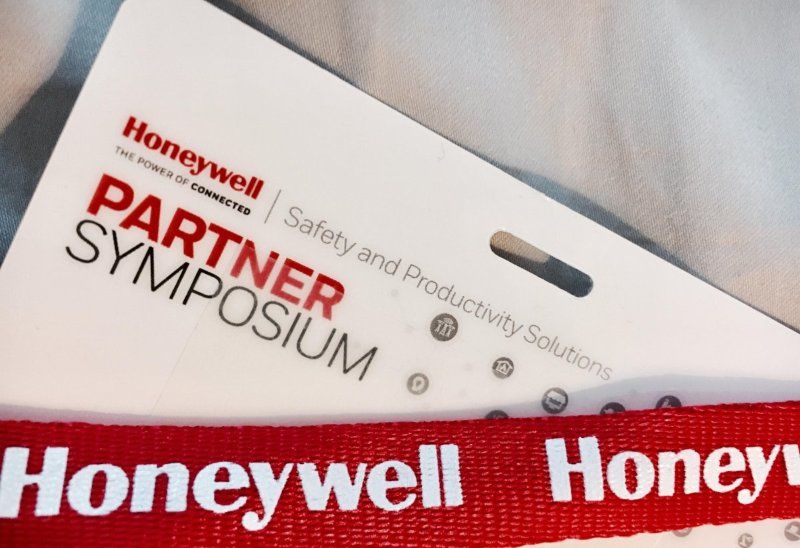 Honeywell
THE POWER OF CONNECTED
Safety and Productivity Solutions
PARTNER
SYMPOSIUM
Honeywell Honeyw